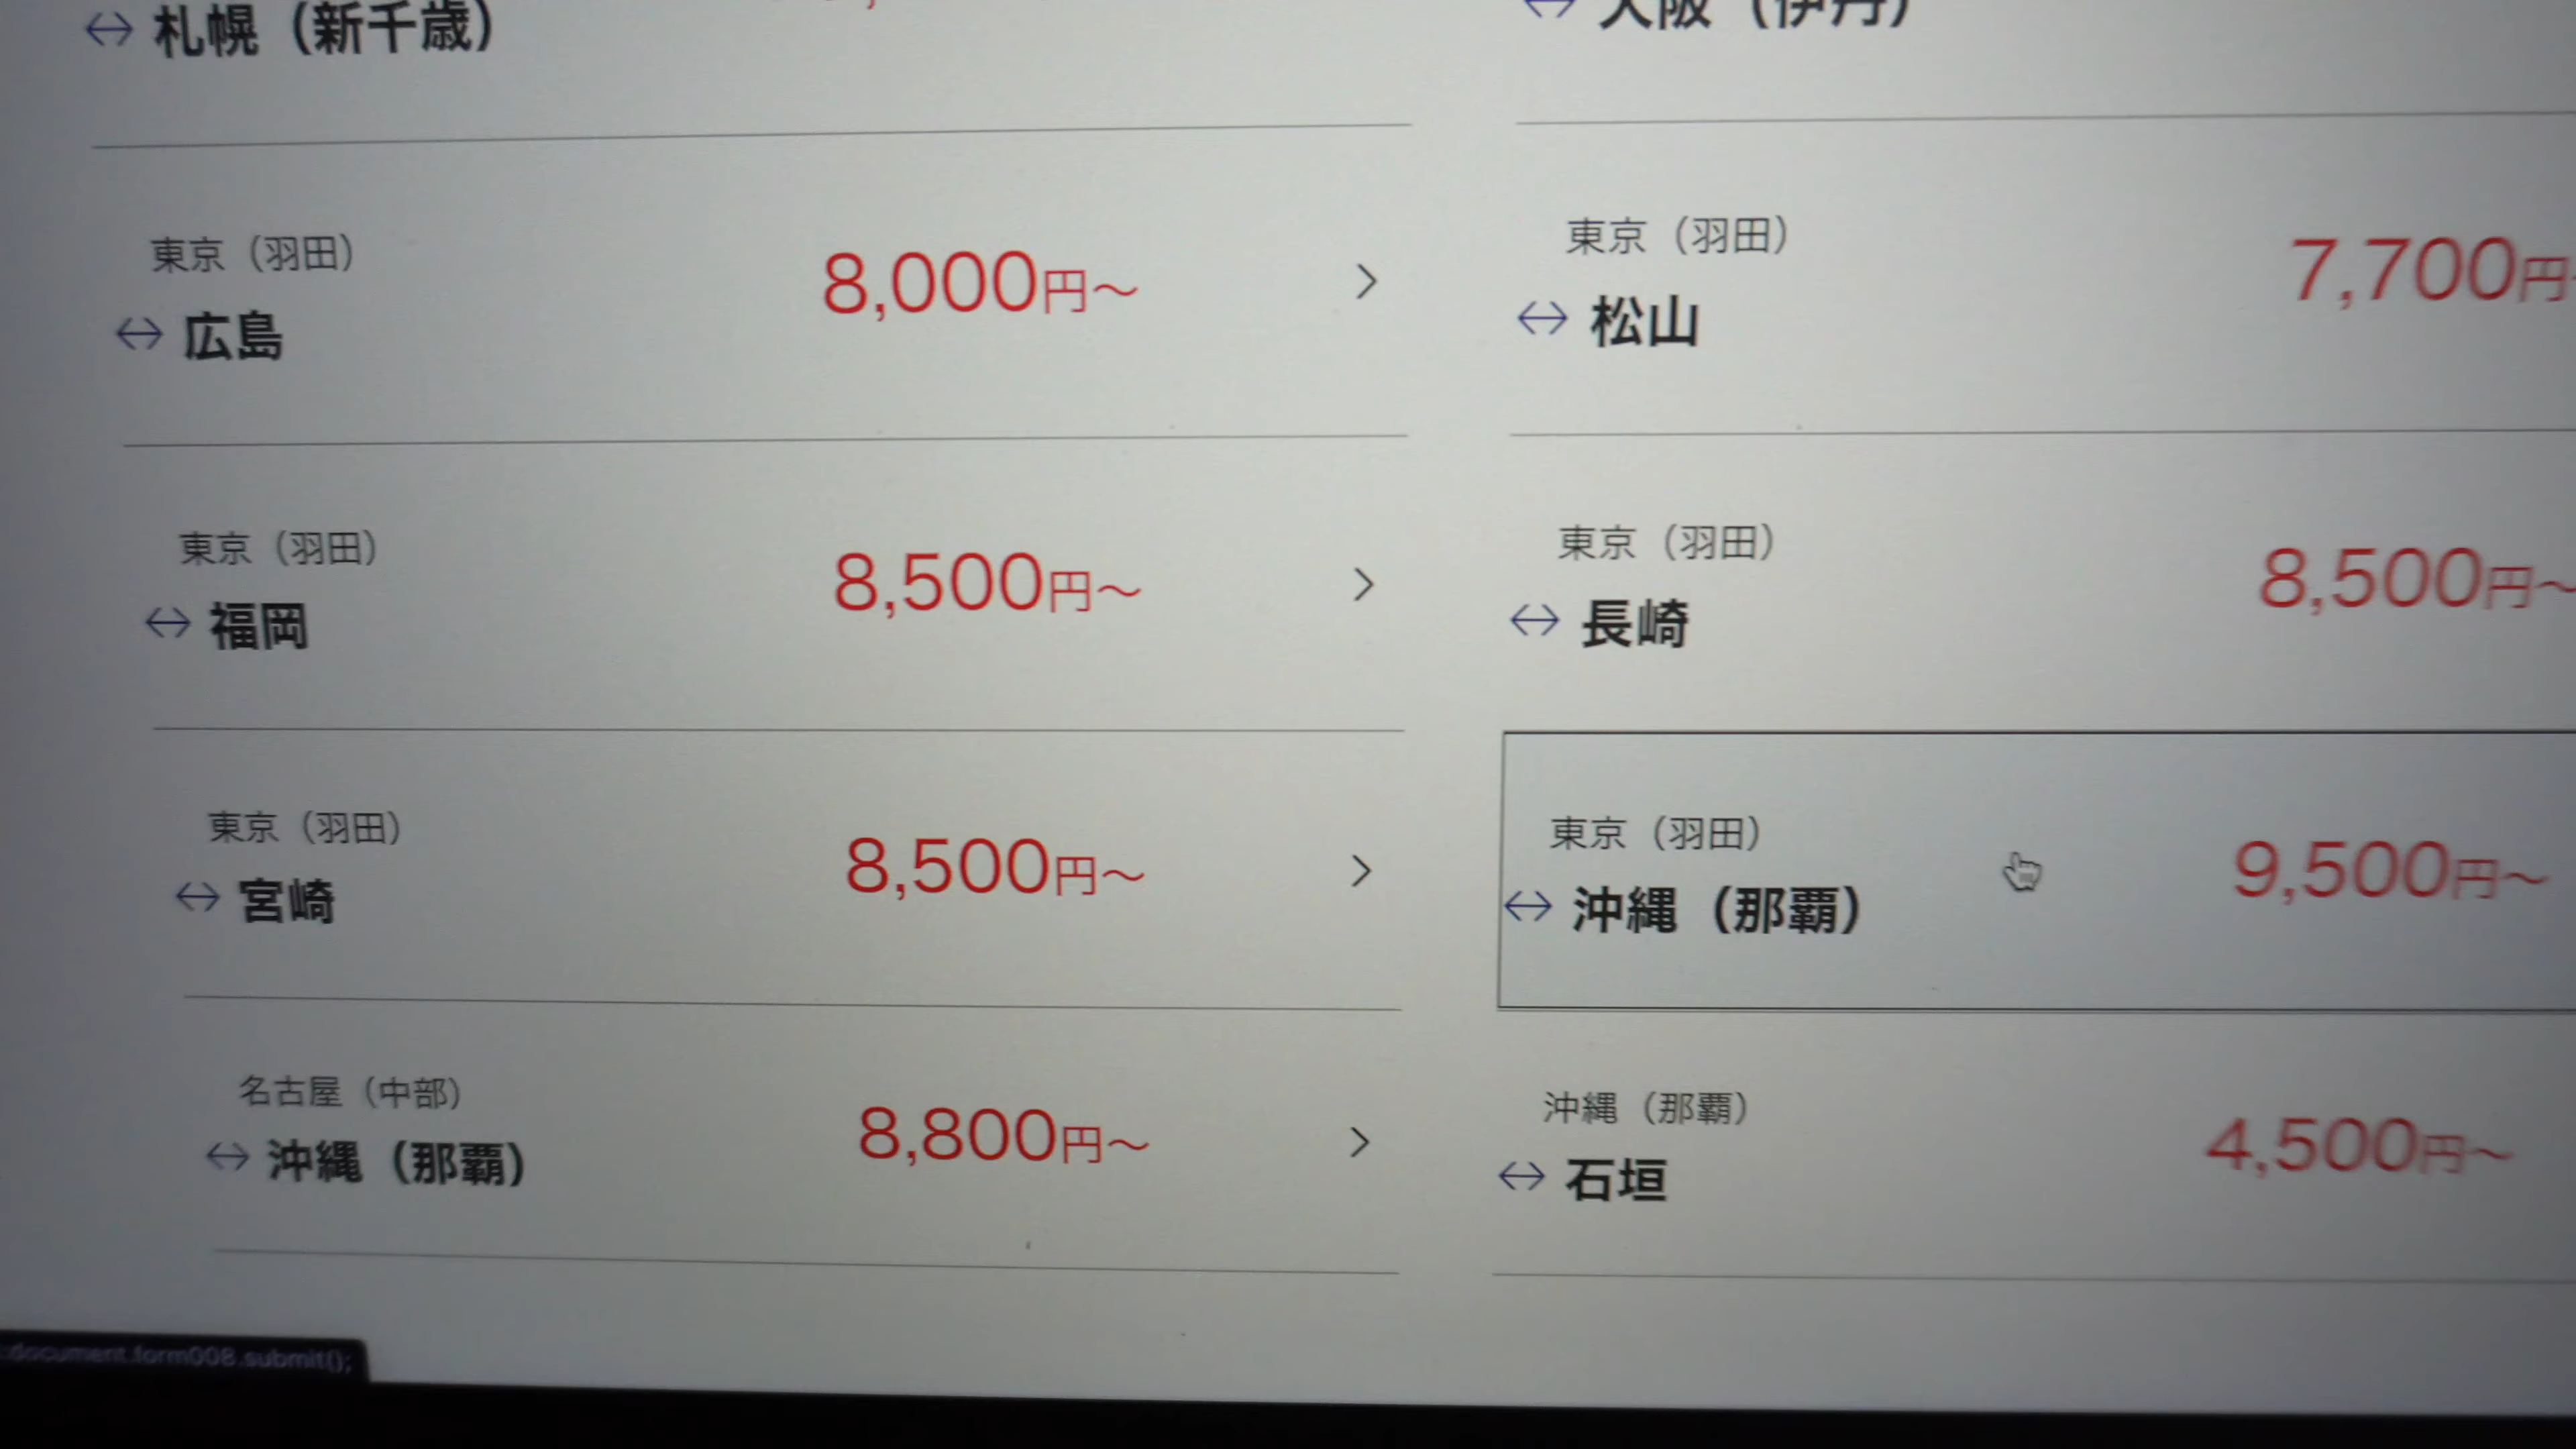 ↔ 札幌（新千歳）
↔ 大阪（伊丹）
東京（羽田）
↔ 広島
8,000円～
東京（羽田）
↔ 松山
7,700円
東京（羽田）
↔ 福岡
8,500円～
東京（羽田）
↔ 長崎
8,500円～
東京（羽田）
↔ 宮崎
8,500円～
東京（羽田）
↔ 沖縄（那覇）
9,500円～
名古屋（中部）
↔ 沖縄（那覇）
8,800円～
沖縄（那覇）
↔ 石垣
4,500円～
:document.form008.submit();